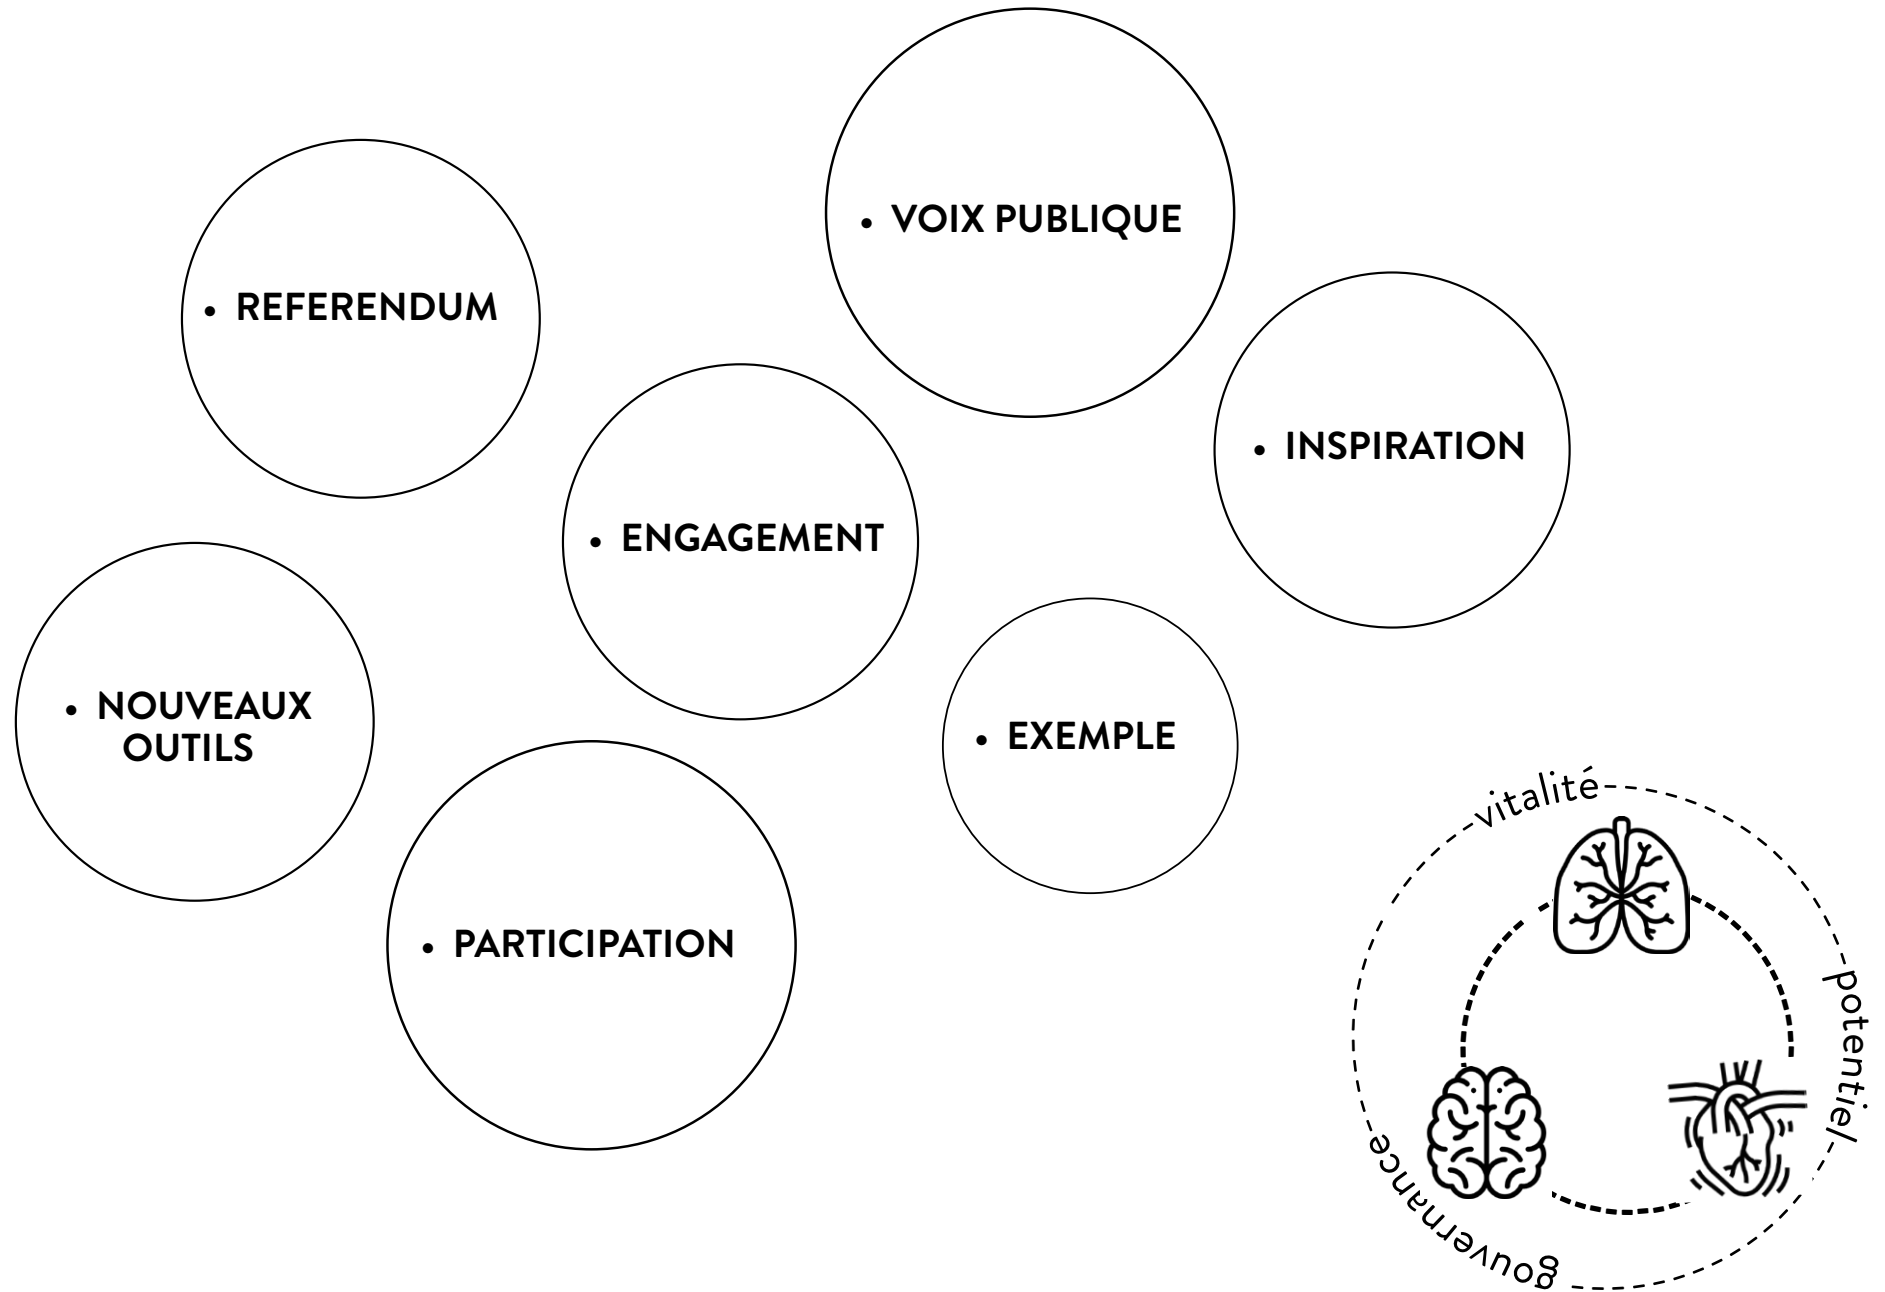 • VOIX PUBLIQUE
• REFERENDUM
• INSPIRATION
• ENGAGEMENT
• NOUVEAUX
OUTILS
• EXEMPLE
• PARTICIPATION
vitalité
potentiel
gouvernance